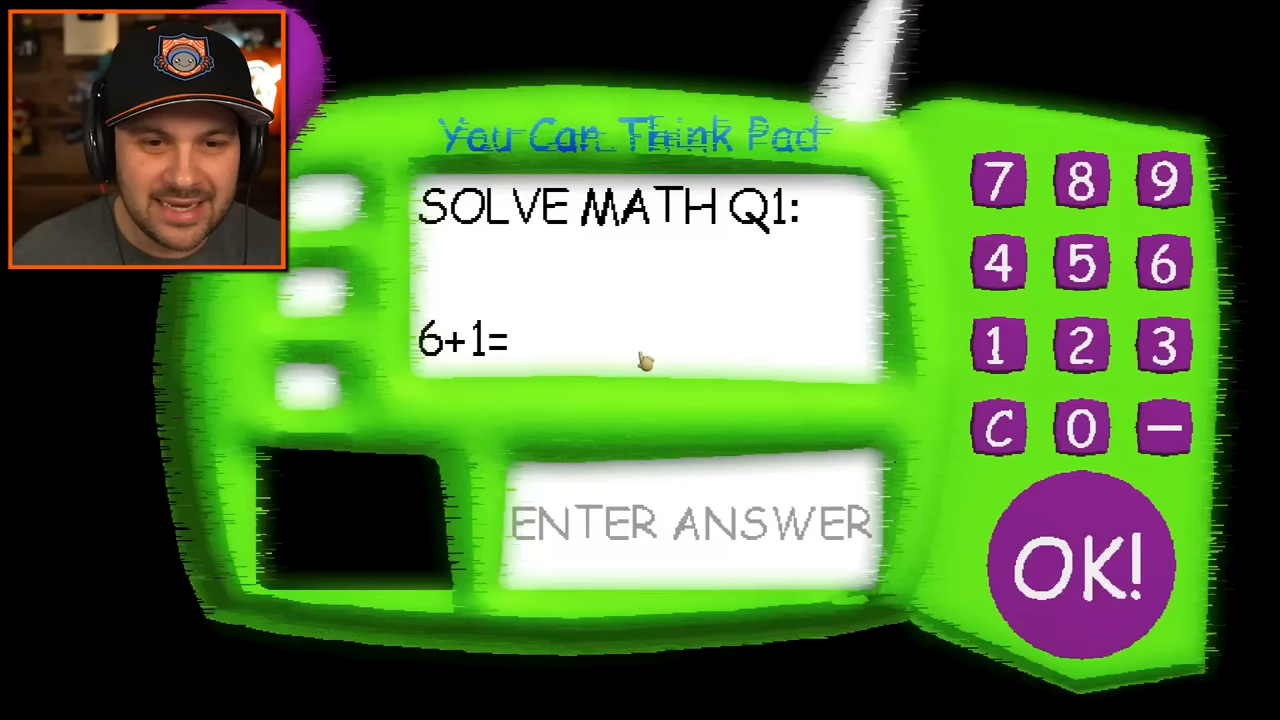 You Can Think Pad
SOLVE MATH Q1:
6+1=
ENTER ANSWER
7 8 9
4 5 6
1 2 3
C 0 —
OK!